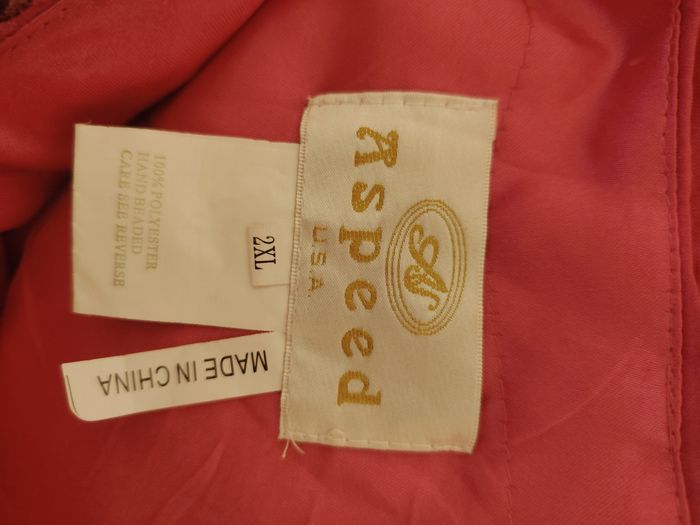 Aspeed
U.S.A.
2XL
100% POLYESTER
HAND BEADED
CARE SEE REVERSE
MADE IN CHINA